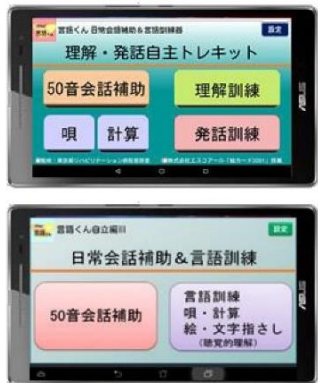 言語くん 日常会話補助&言語訓練器
設定
理解・発話自主トレキット
50音会話補助
理解訓練
唄
計算
発話訓練
ASUS
言語くん自立編III
設定
日常会話補助&言語訓練
50音会話補助
言語訓練
唄・計算
絵・文字指さし
(聴覚的理解)
ASUS